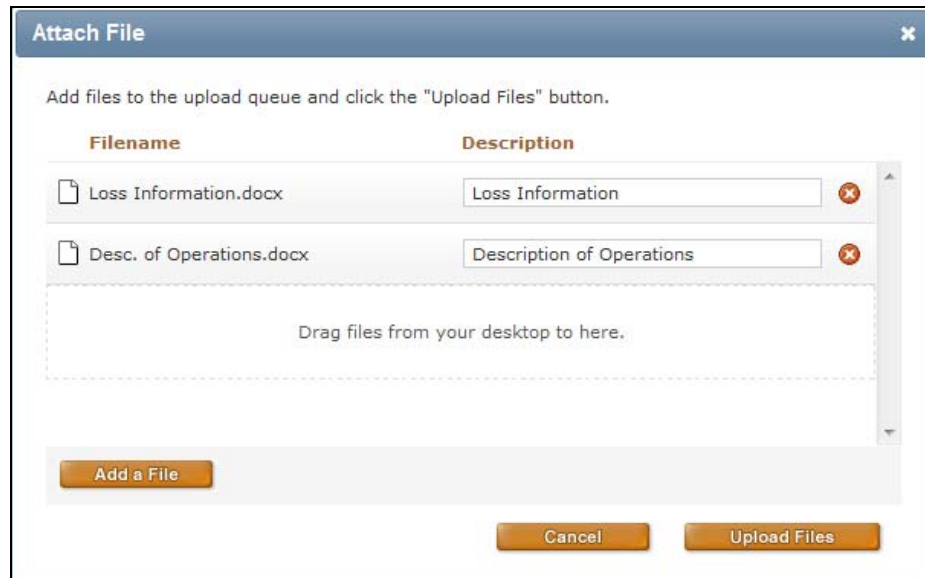 Attach File
Add files to the upload queue and click the "Upload Files" button.
Filename Description
Loss Information.docx Loss Information
Desc. of Operations.docx Description of Operations
Drag files from your desktop to here.
Add a File
Cancel Upload Files